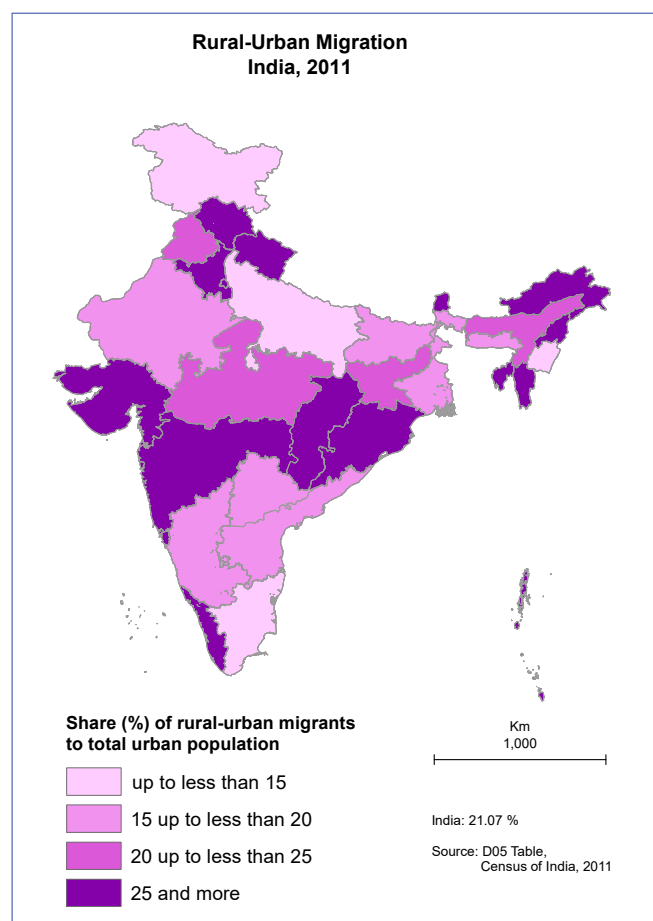 Rural-Urban Migration
India, 2011
Share (%) of rural-urban migrants
to total urban population
up to less than 15
15 up to less than 20
20 up to less than 25
25 and more
Km
1,000
India: 21.07 %
Source: D05 Table,
Census of India, 2011